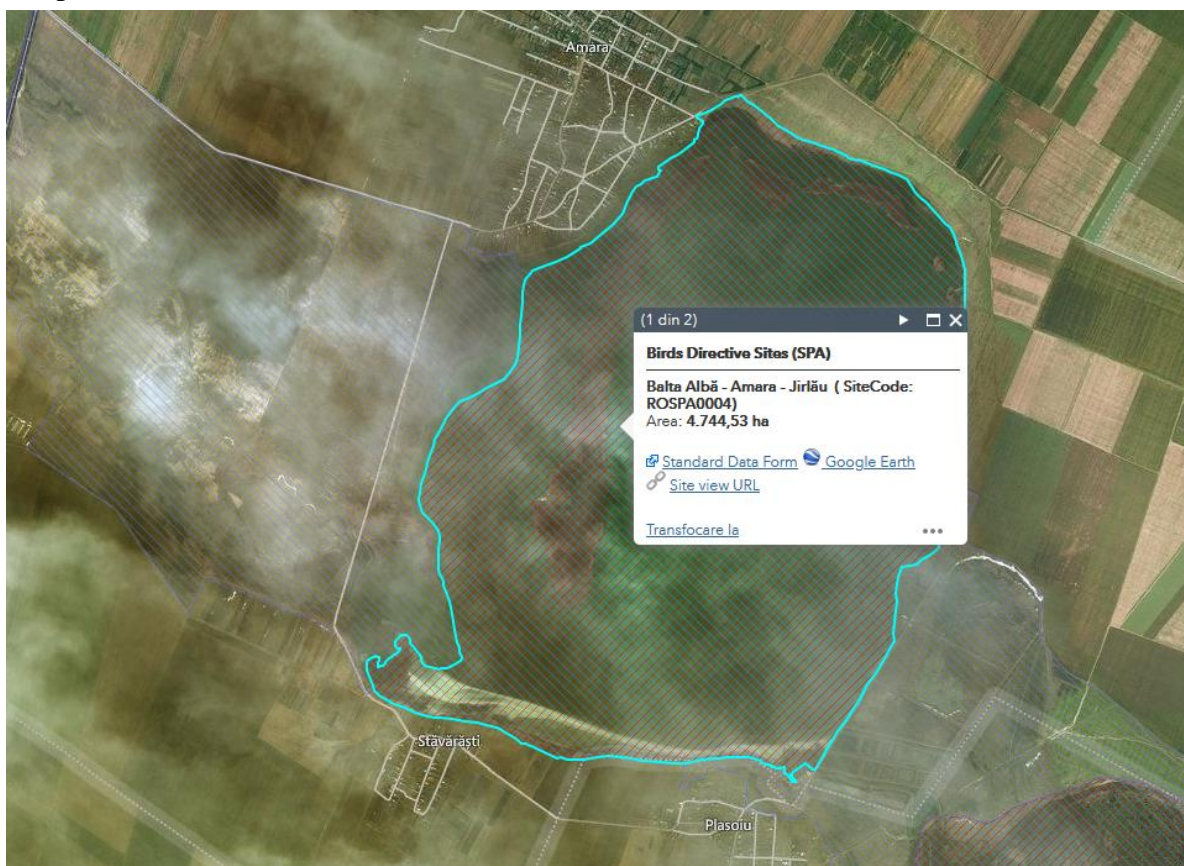 Amara
(1 din 2)
Birds Directive Sites (SPA)
Balta Albă - Amara - Jirlău ( SiteCode:
ROSPA0004)
Area: 4.744,53 ha
Standard Data Form Google Earth
Site view URL
Transfocare la
Stăvărăști
Plasoiu